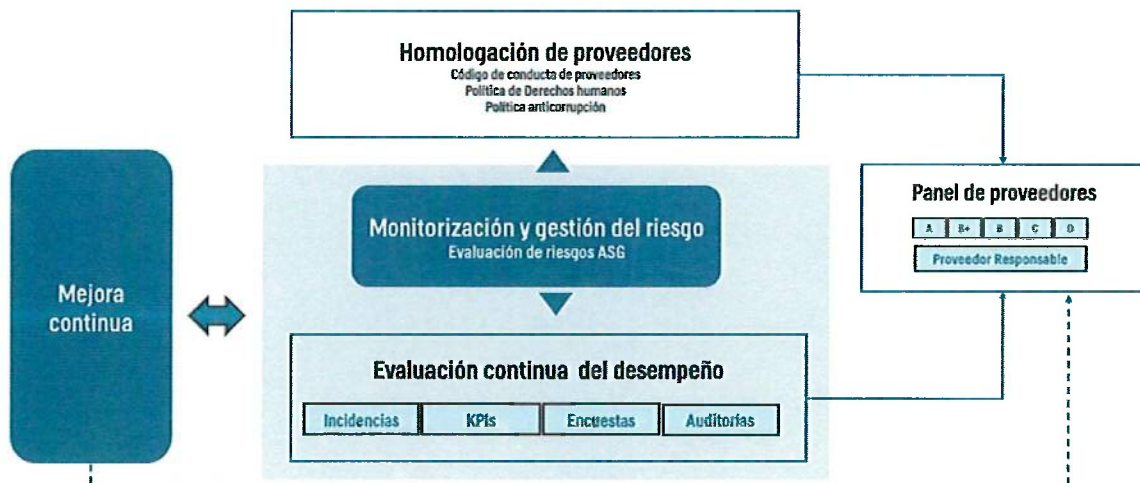 Homologación de proveedores
Código de conducta de proveedores
Política de Derechos humanos
Política anticorrupción
Mejora
continua
Monitorización y gestión del riesgo
Evaluación de riesgos ASG
Panel de proveedores
A B+ B C D
Proveedor Responsable
Evaluación continua del desempeño
Incidencias KPIs Encuestas Auditorías